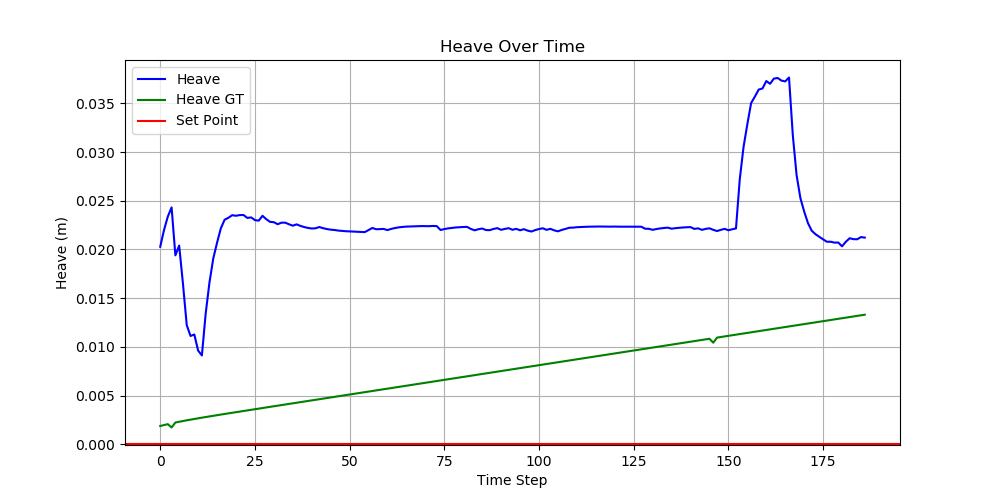 Heave Over Time
Heave
Heave GT
Set Point
Heave (m)
0.035
0.030
0.025
0.020
0.015
0.010
0.005
0.000
0 25 50 75 100 125 150 175
Time Step